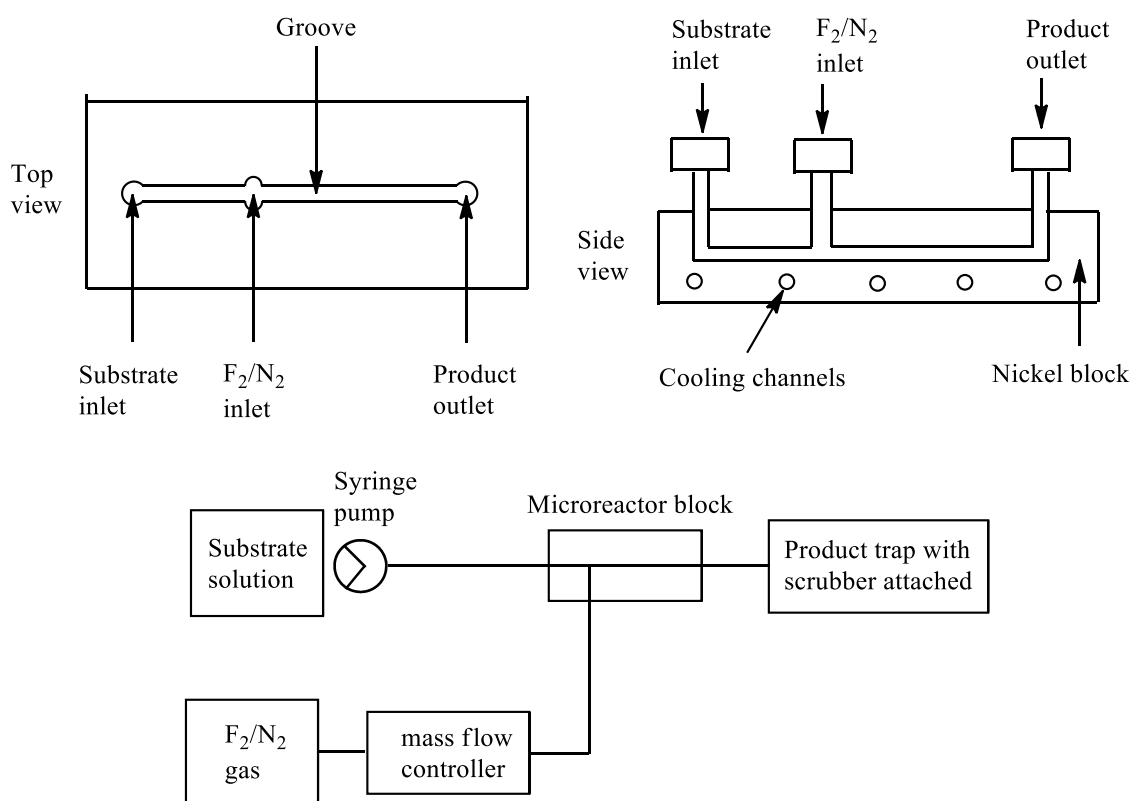 Groove
Top
view
Substrate
inlet
F₂/N₂
inlet
Product
outlet
Substrate
inlet
F₂/N₂
inlet
Product
outlet
Side
view
Cooling channels
Nickel block
Syringe
pump
Microreactor block
Substrate
solution
Product trap with
scrubber attached
F₂/N₂
gas
mass flow
controller